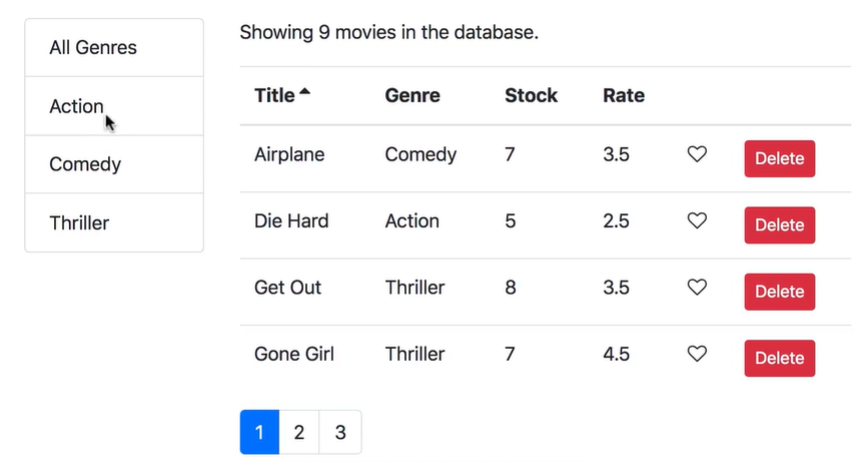 All Genres
Action
Comedy
Thriller
Showing 9 movies in the database.
Title Genre Stock Rate
Airplane Comedy 7 3.5 Delete
Die Hard Action 5 2.5 Delete
Get Out Thriller 8 3.5 Delete
Gone Girl Thriller 7 4.5 Delete
1 2 3